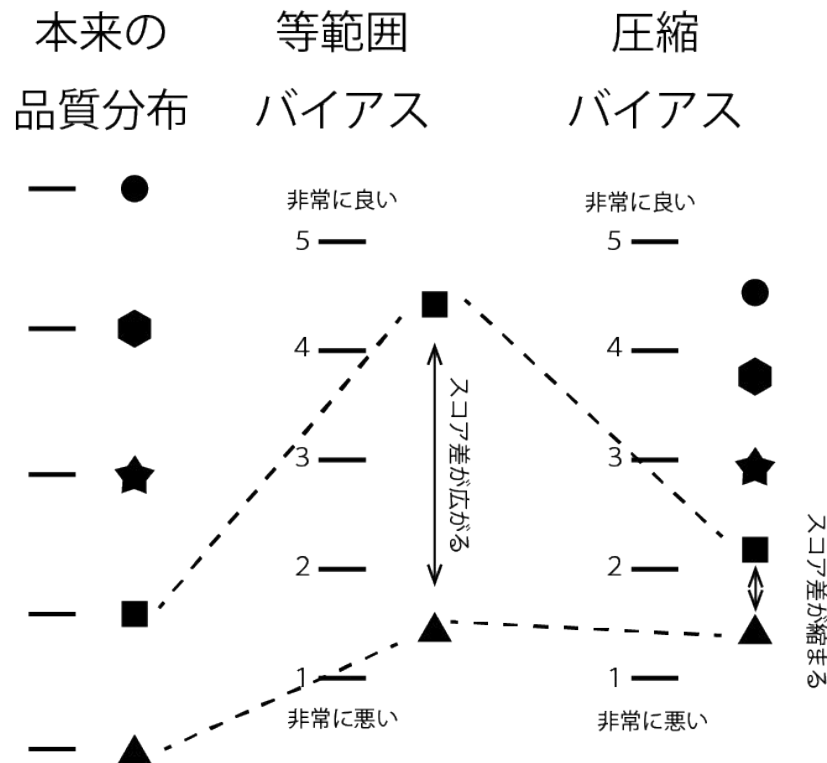 本来の
品質分布
等範囲
バイアス
圧縮
バイアス
非常に良い
5
4
3
2
1
非常に悪い
スコア差が広がる
非常に良い
5
4
3
2
1
非常に悪い
スコア差が縮まる